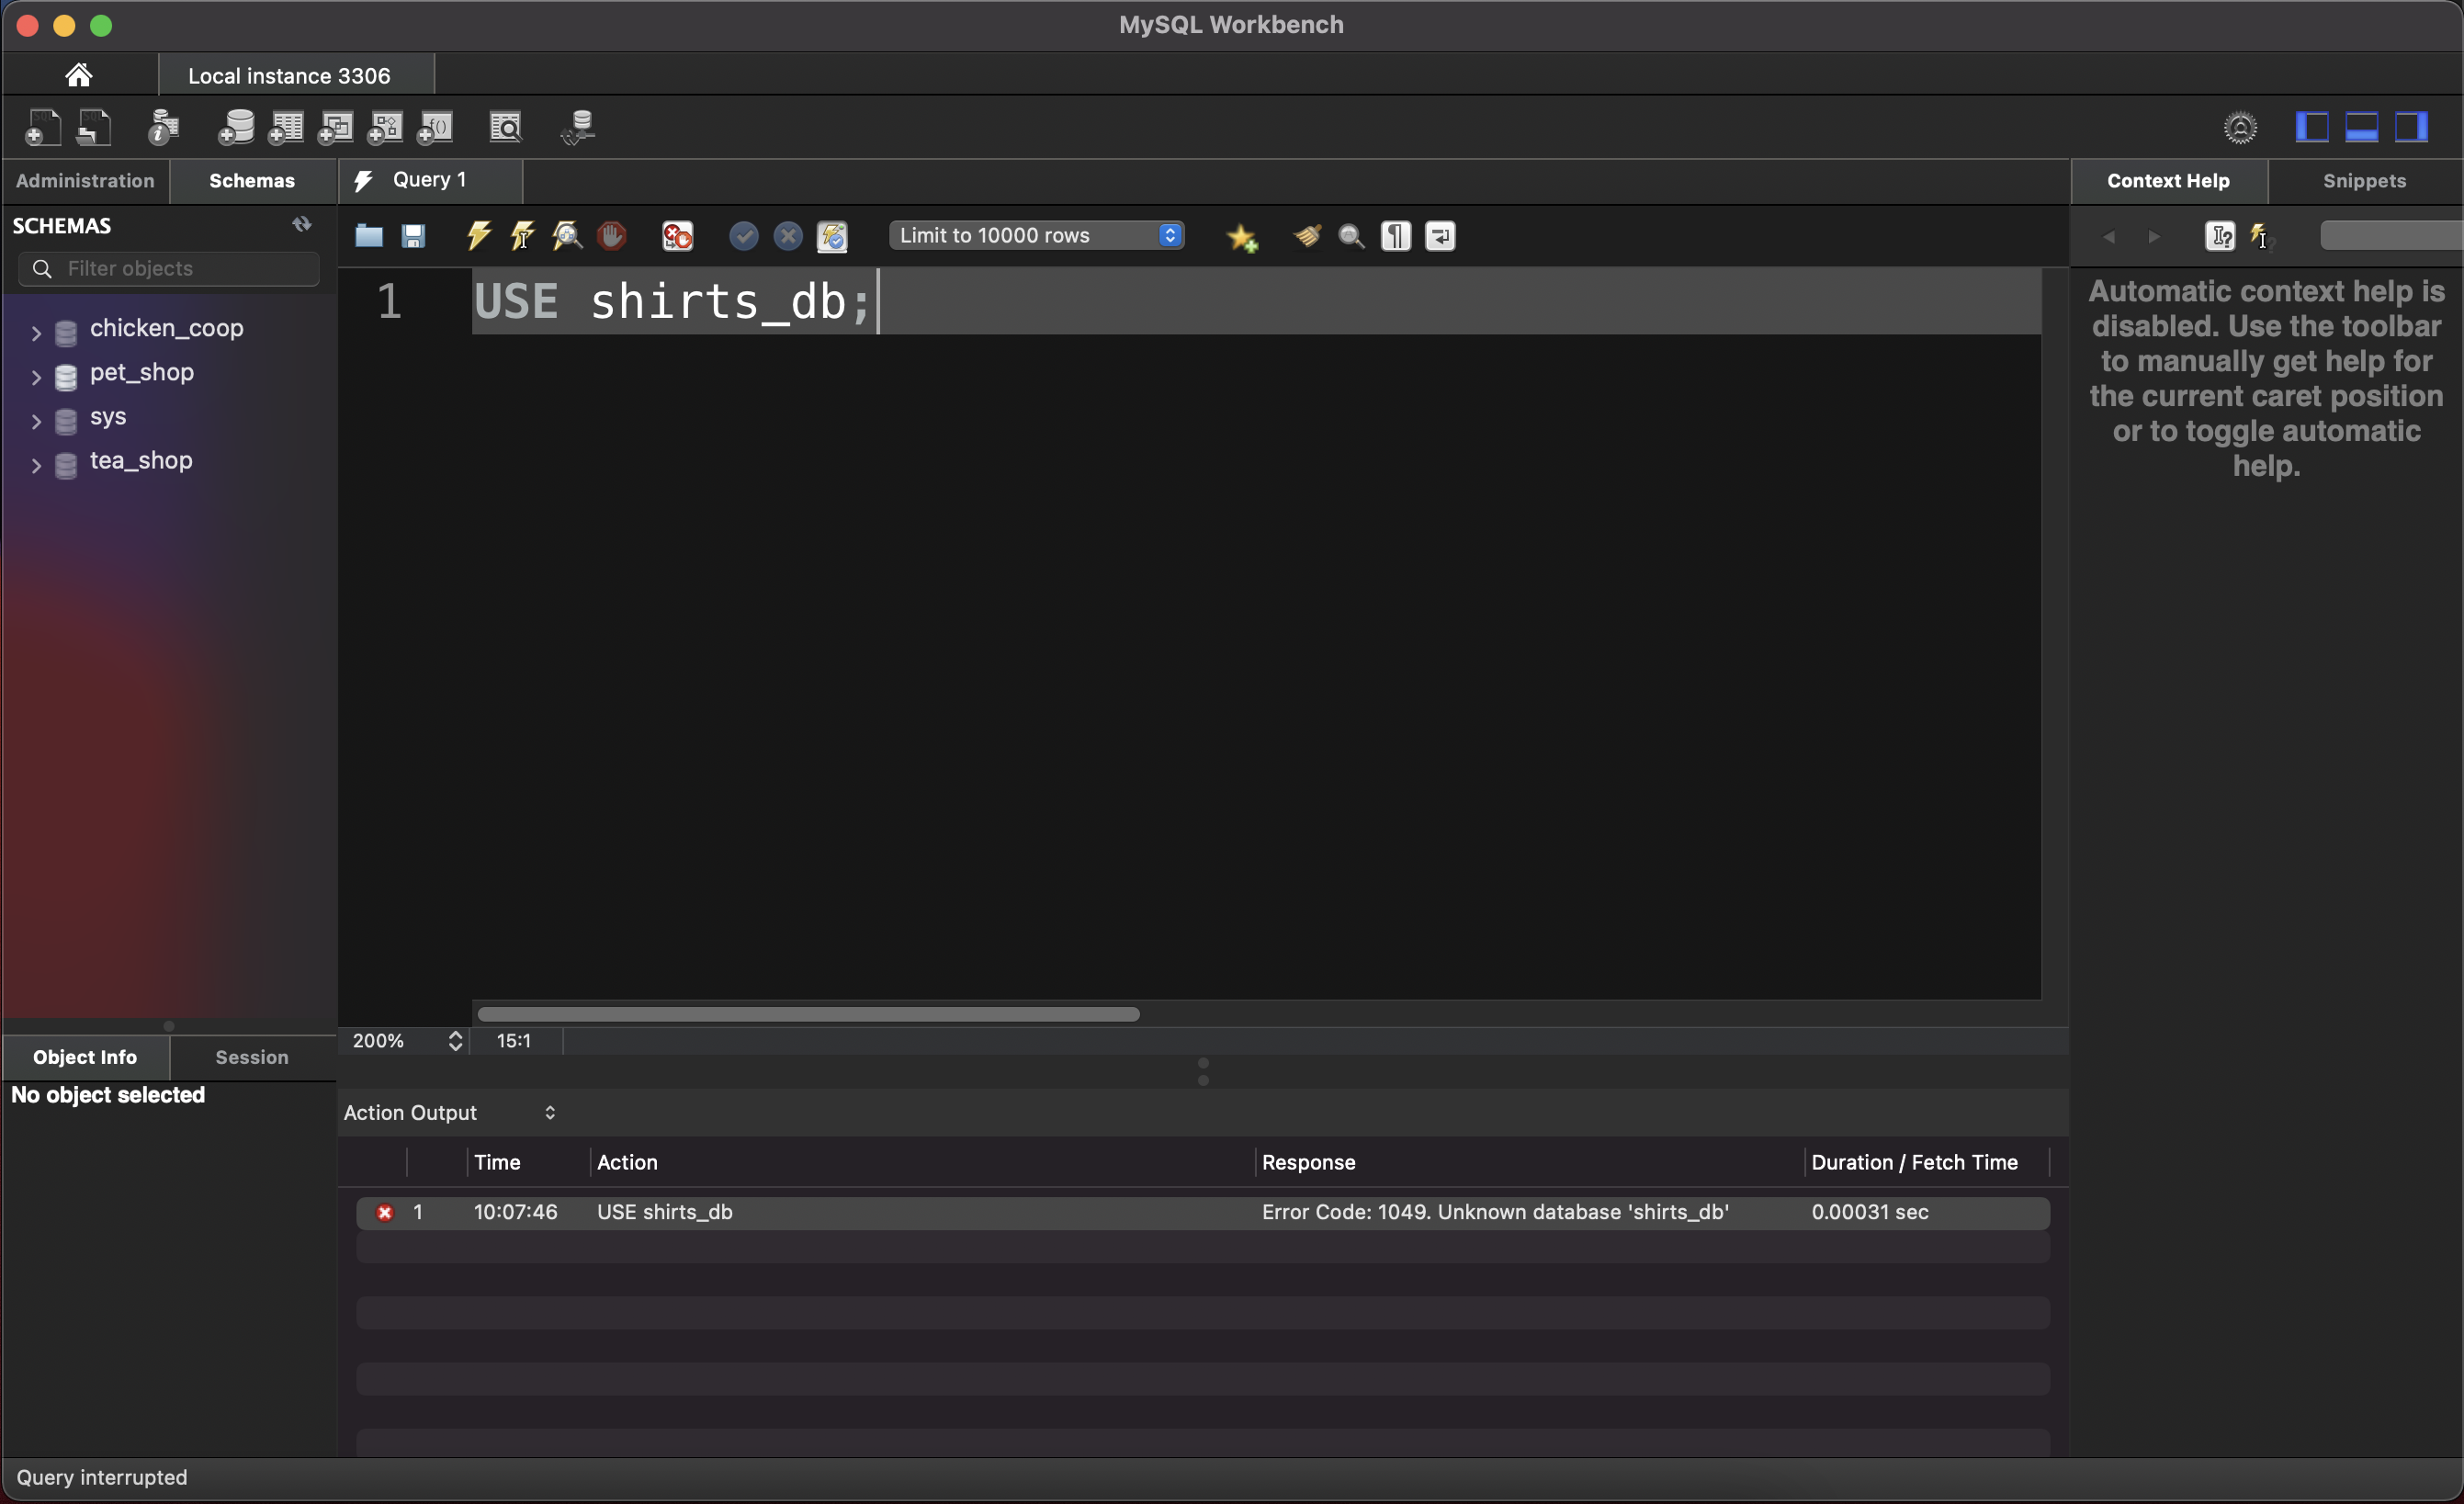 MySQL Workbench
Local instance 3306
Administration
Schemas
Query 1
Context Help
Snippets
SCHEMAS
Limit to 10000 rows
Filter objects
chicken_coop
pet_shop
sys
tea_shop
1
USE shirts_db;
Automatic context help is
disabled. Use the toolbar
to manually get help for
the current caret position
or to toggle automatic
help.
200%
15:1
Object Info
Session
No object selected
Action Output
Time
Action
Response
Duration / Fetch Time
1
10:07:46
USE shirts_db
Error Code: 1049. Unknown database 'shirts_db'
0.00031 sec
Query interrupted